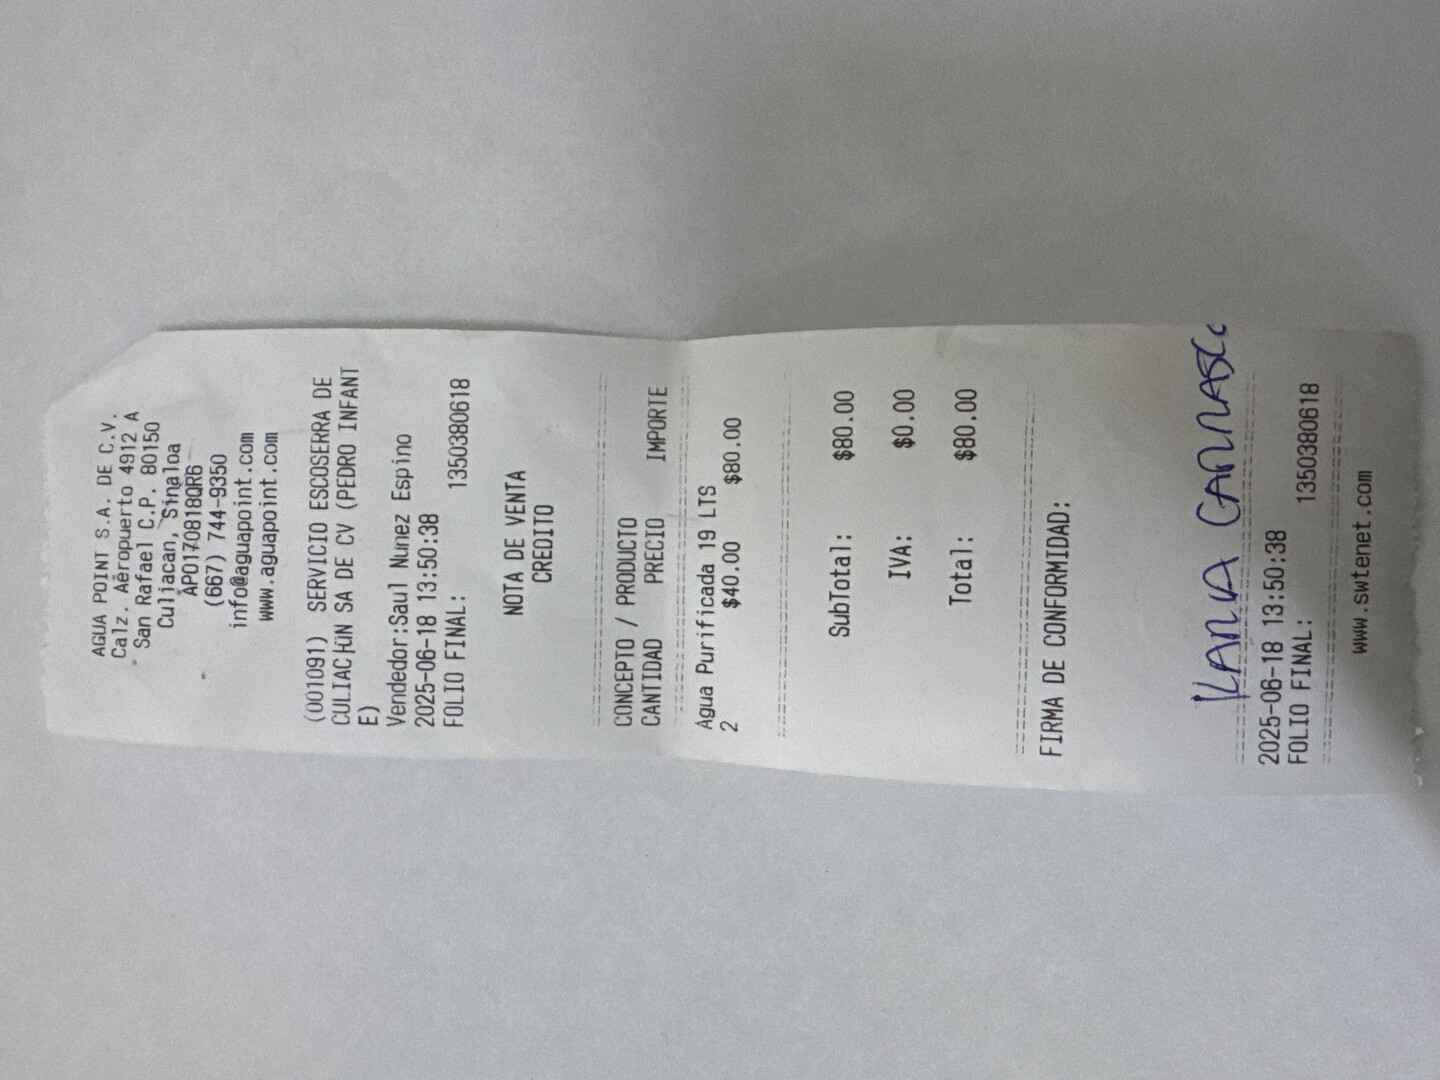 AGUA POINT S.A. DE C.V.
Calz. Aeropuerto 4912 A
San Rafael C.P. 80150
Culiacan, Sinaloa
APO170818QR6
(667) 744-9350
info@aguapoint.com
www.aguapoint.com
(001091) SERVICIO ESCOSERRA DE
CULIAC|ﾎN SA DE CV (PEDRO INFANT
E)
Vendedor:Saul Nunez Espino
2025-06-18 13:50:38
FOLIO FINAL: 1350380618
NOTA DE VENTA
CREDITO
CONCEPTO / PRODUCTO
CANTIDAD PRECIO IMPORTE
Agua Purificada 19 LTS
2 $40.00 $80.00
SubTotal: $80.00
IVA: $0.00
Total: $80.00
FIRMA DE CONFORMIDAD:
2025-06-18 13:50:38
FOLIO FINAL: 1350380618
www.swtenet.com